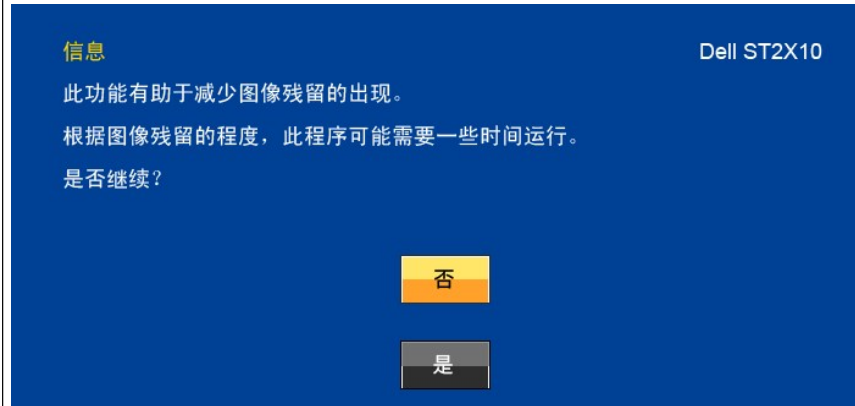 信息
Dell ST2X10
此功能有助于减少图像残留的出现。
根据图像残留的程度，此程序可能需要一些时间运行。
是否继续？
否
是